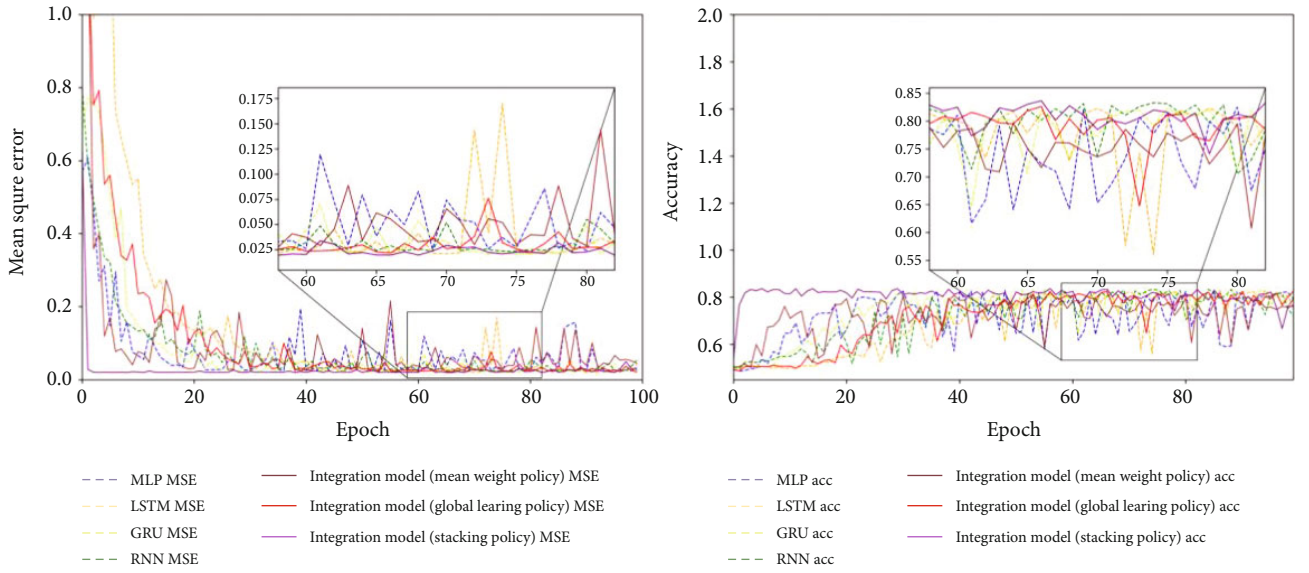 1.0
0.8
0.6
0.4
0.2
0.0
Mean squre error
0.175
0.150
0.125
0.100
0.075
0.050
0.025
60
65
70
75
80
0
20
40
60
80
100
Epoch
MLP MSE
LSTM MSE
GRU MSE
RNN MSE
Integration model (mean weight policy) MSE
Integration model (global learing policy) MSE
Integration model (stacking policy) MSE
2.0
1.8
1.6
1.4
1.2
1.0
0.8
0.6
Accuracy
0.85
0.80
0.75
0.70
0.65
0.60
0.55
60
65
70
75
80
0
20
40
60
80
Epoch
MLP acc
LSTM acc
GRU acc
RNN acc
Integration model (mean weight policy) acc
Integration model (global learing policy) acc
Integration model (stacking policy) acc